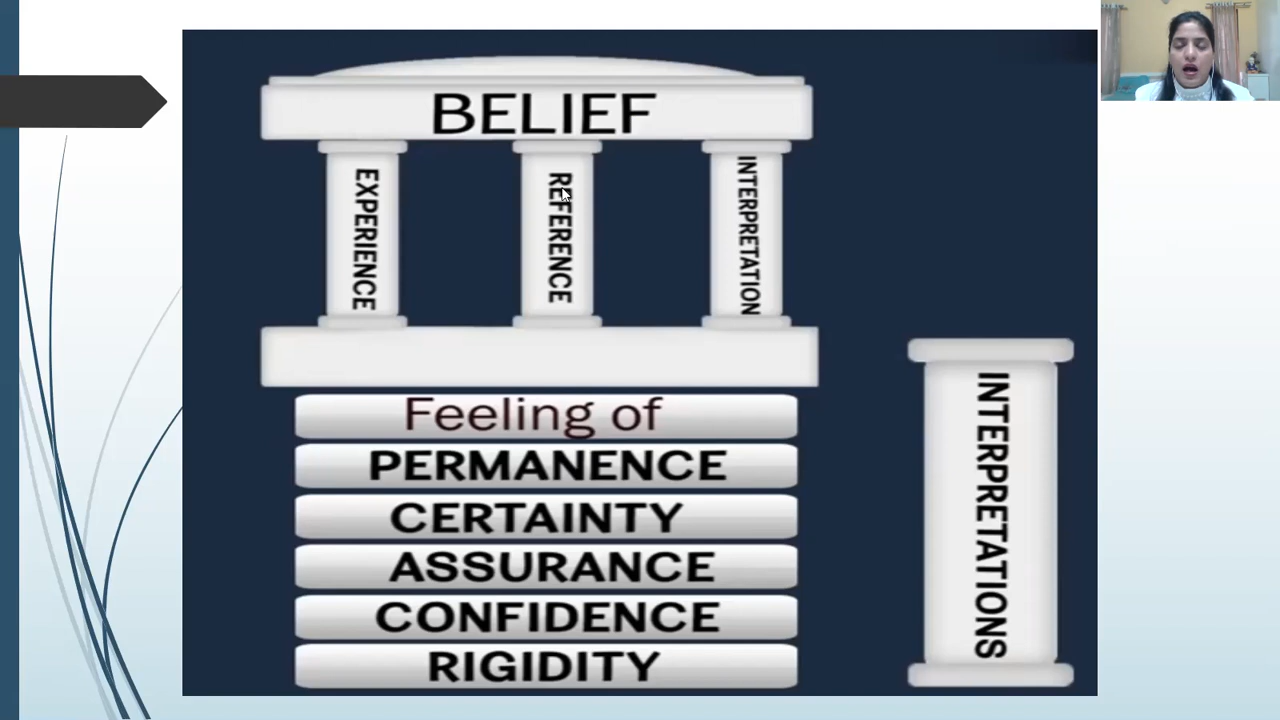 BELIEF
EXPERIENCE
REFERENCE
INTERPRETATION
Feeling of
PERMANENCE
CERTAINTY
ASSURANCE
CONFIDENCE
RIGIDITY
INTERPRETATIONS